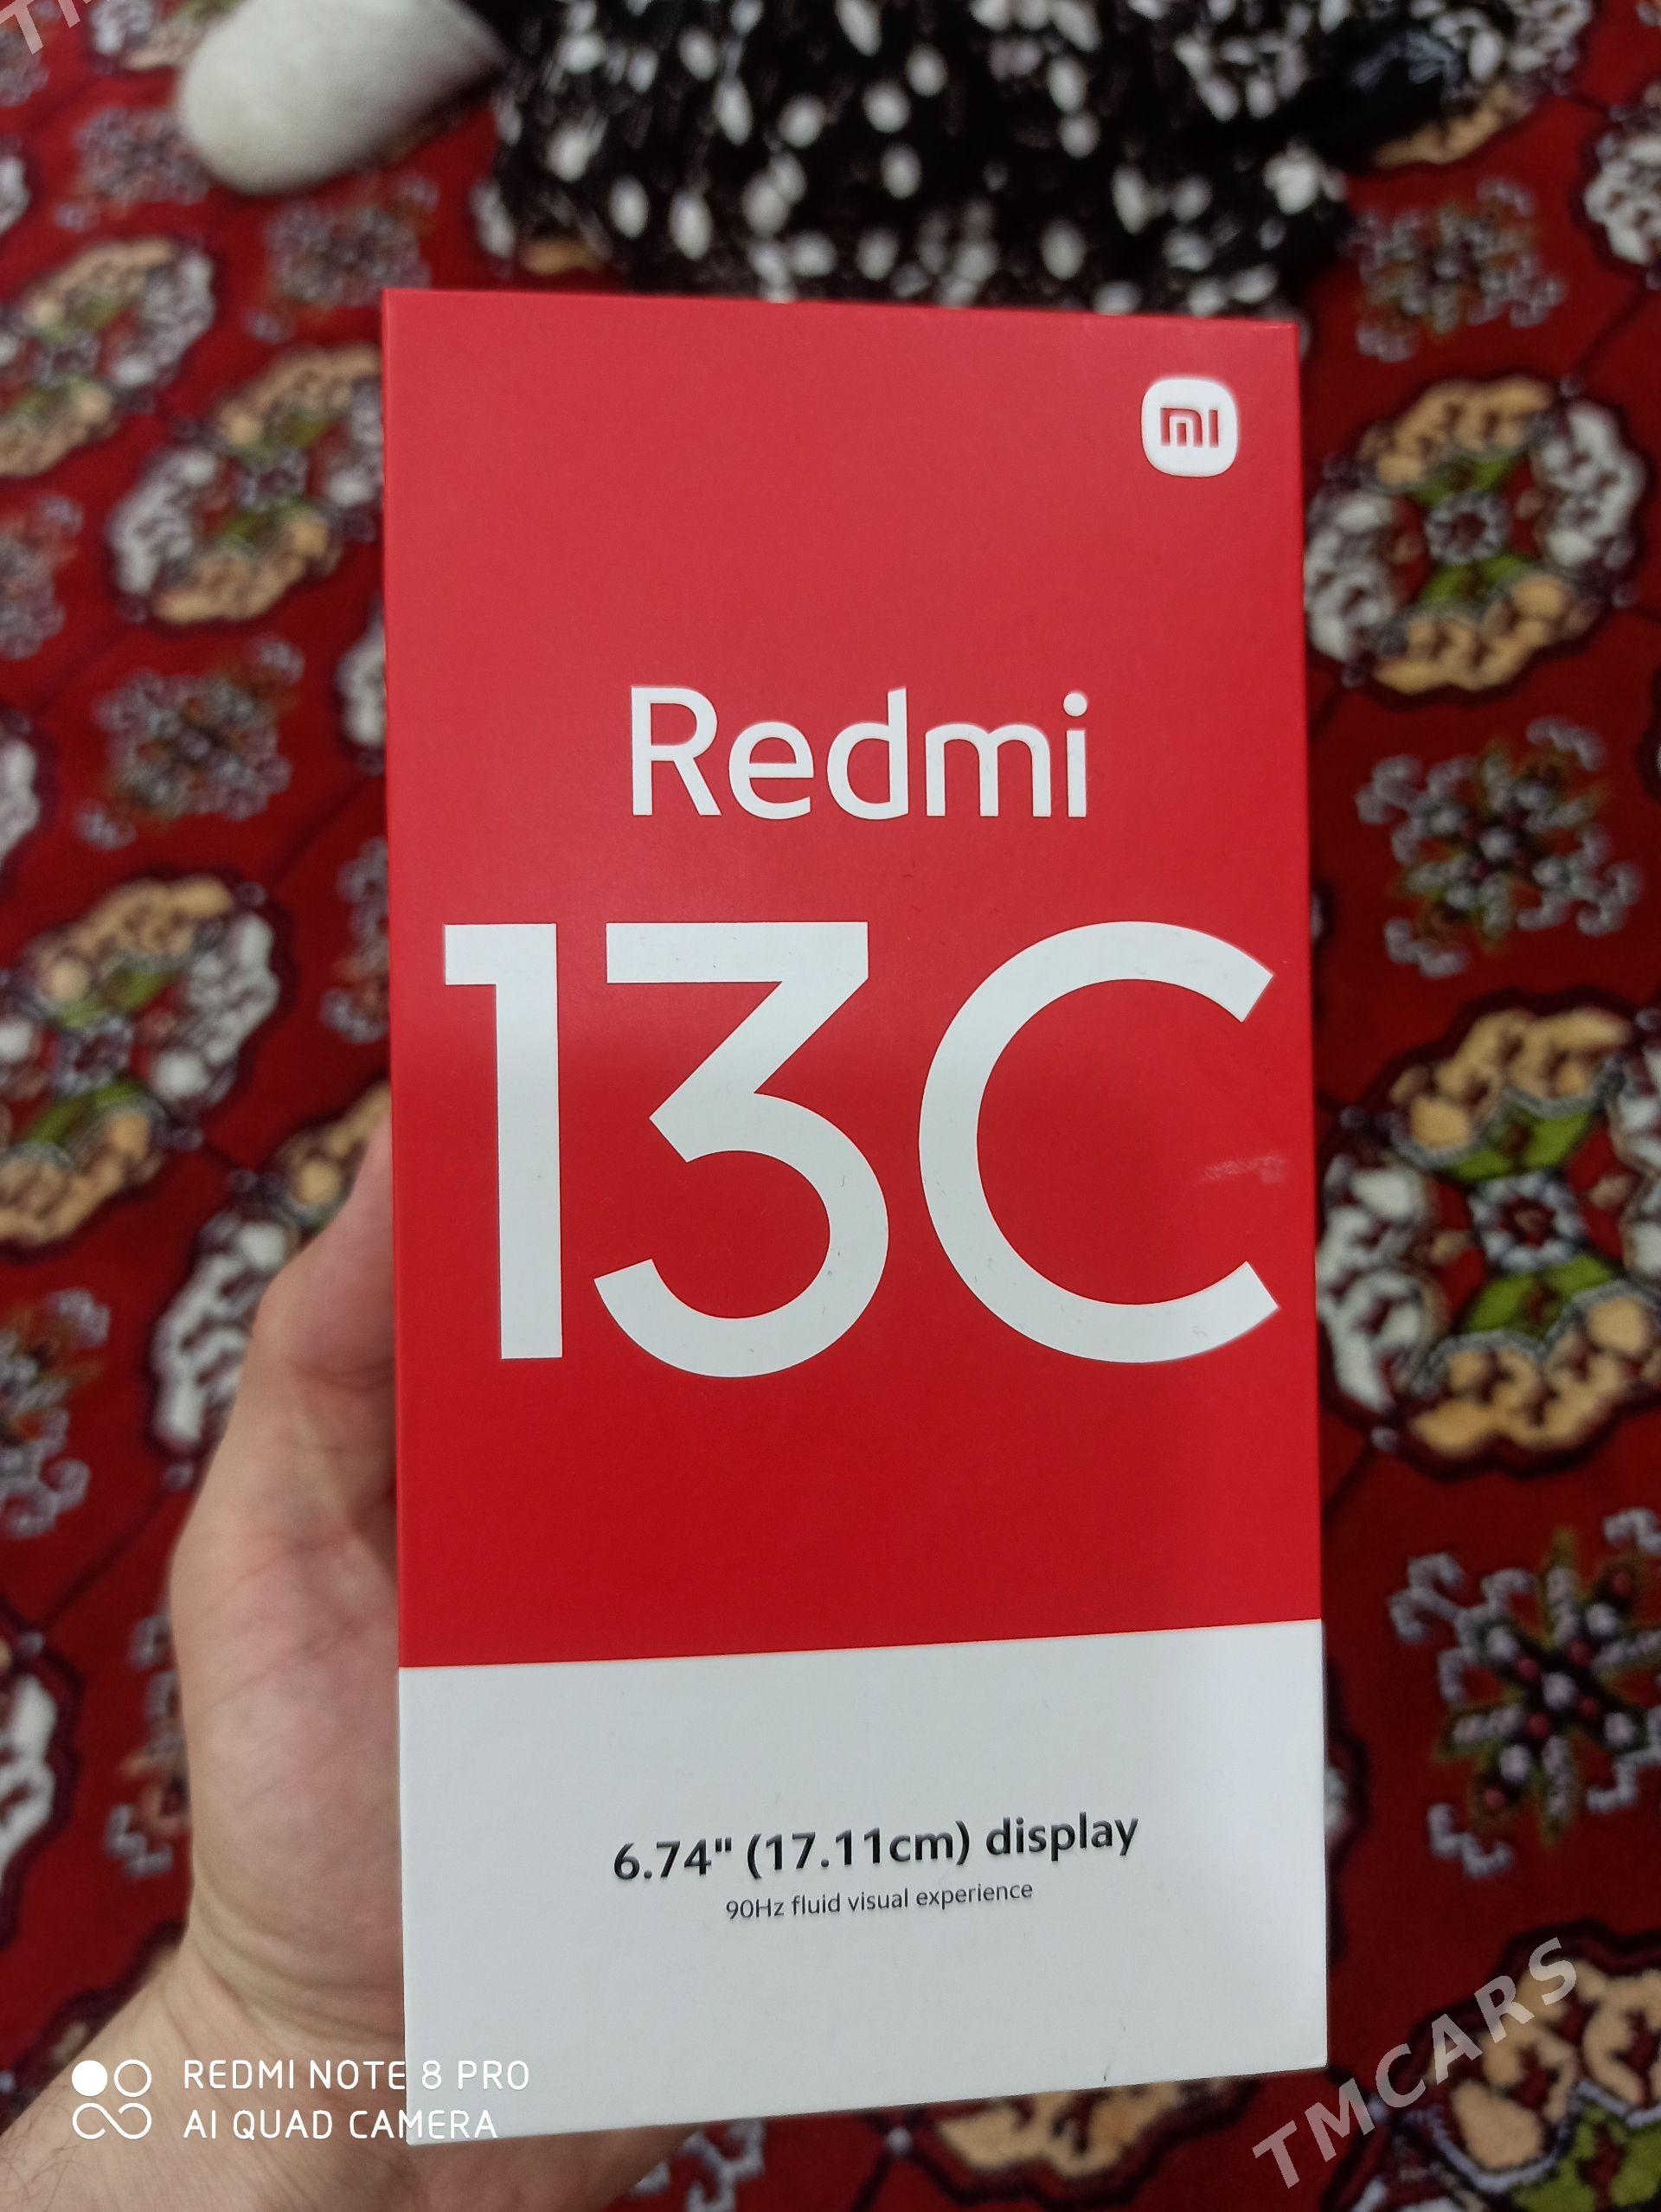 mi
Redmi
13C
6.74" (17.11cm) display
90Hz fluid visual experience
REDMI NOTE 8 PRO
AI QUAD CAMERA
TMCARS